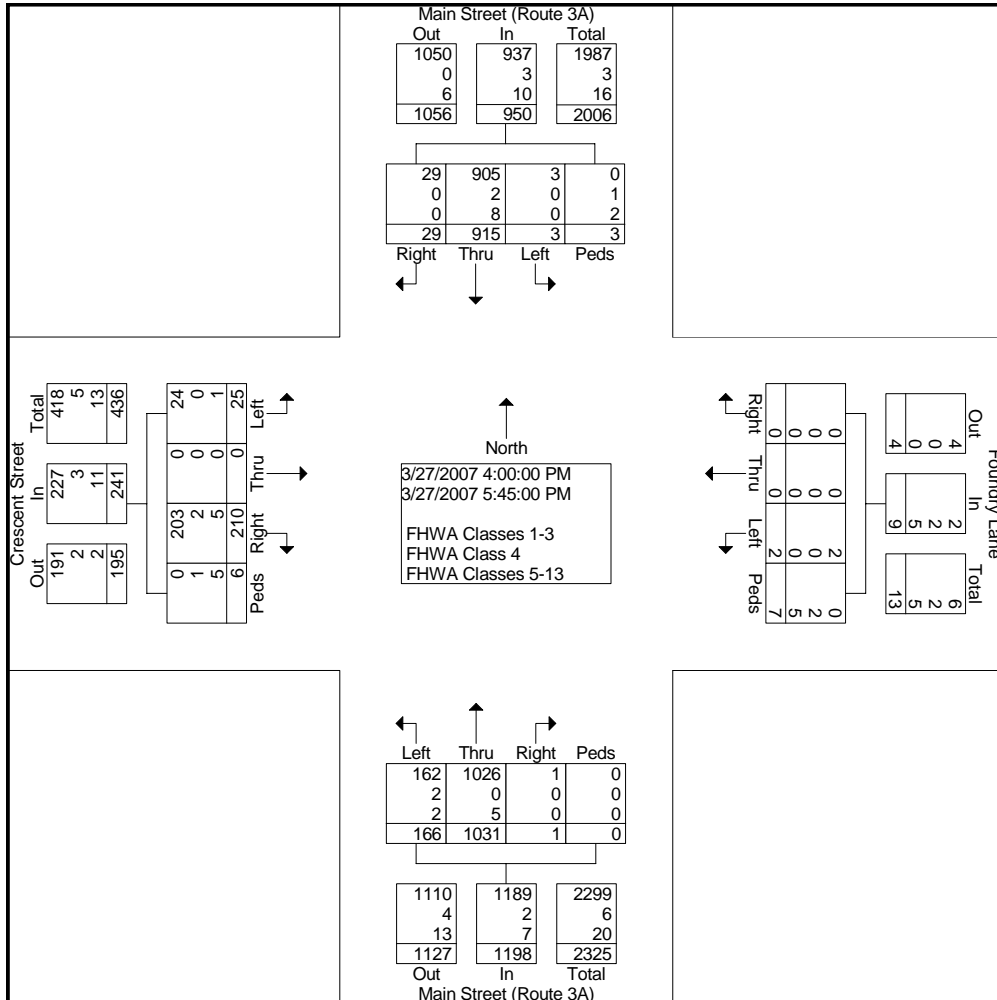 Main Street (Route 3A)
Out In Total
1050 937 1987
0 3 3
6 10 16
1056 950 2006
29 905 3 0
0 2 0 1
0 8 0 2
29 915 3 3
Right Thru Left Peds
Crescent Street
Total In Out
418 5 13 436
227 3 11 241
191 2 2 195
24 0 1 25 Left
0 0 0 0 Thru
203 2 5 210 Right
0 1 5 6 Peds
North
3/27/2007 4:00:00 PM
3/27/2007 5:45:00 PM
FHWA Classes 1-3
FHWA Class 4
FHWA Classes 5-13
Right 0 0 0 0
Thru 0 0 0 0
Left 2 0 0 2
Peds 7 5 2 0
Foundry Lane
Out In Total
4 0 0 4
9 5 2 2
13 5 2 6
Left Thru Right Peds
162 1026 1 0
2 0 0 0
2 5 0 0
166 1031 1 0
1110 1189 2299
4 2 6
13 7 20
1127 1198 2325
Out In Total
Main Street (Route 3A)